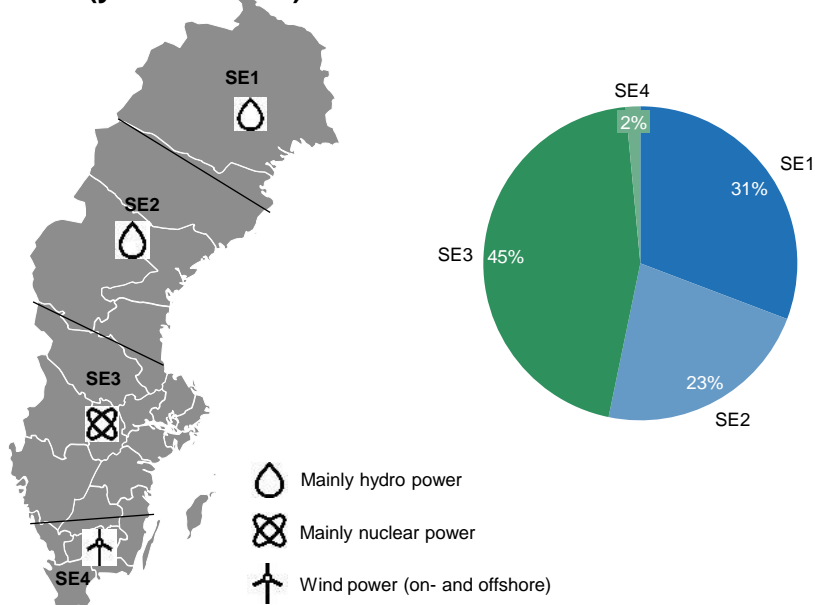 SE1
SE2
SE3
SE4
SE4
2%
SE1
31%
SE3
45%
23%
SE2
Mainly hydro power
Mainly nuclear power
Wind power (on- and offshore)